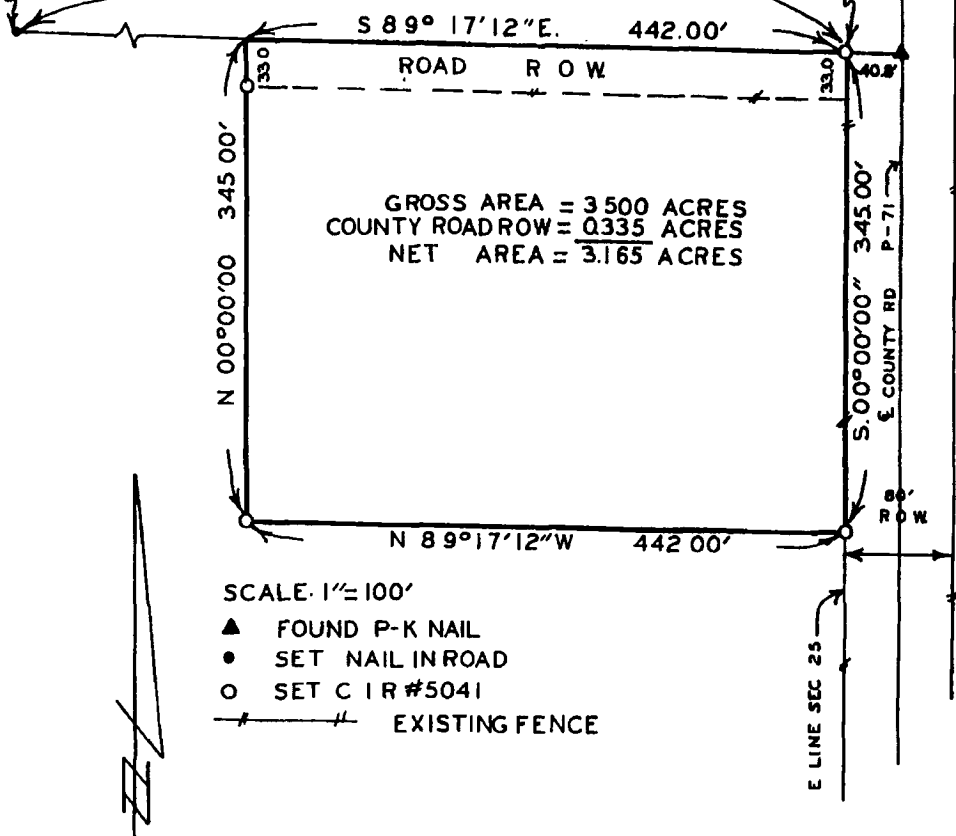 S 89° 17'12"E. 442.00'
ROAD R O W.
33.0
33.0
40.8'
N 00°00'00 345 00'
GROSS AREA = 3 500 ACRES
COUNTY ROAD ROW = 0.335 ACRES
NET AREA = 3.165 ACRES
S. 00°00'00" 345.00'
℄ COUNTY RD P-71
80'
R O W.
N 89°17'12"W 442 00'
SCALE. 1"=100'
FOUND P-K NAIL
SET NAIL IN ROAD
SET C I R #5041
EXISTING FENCE
E LINE SEC 25
N